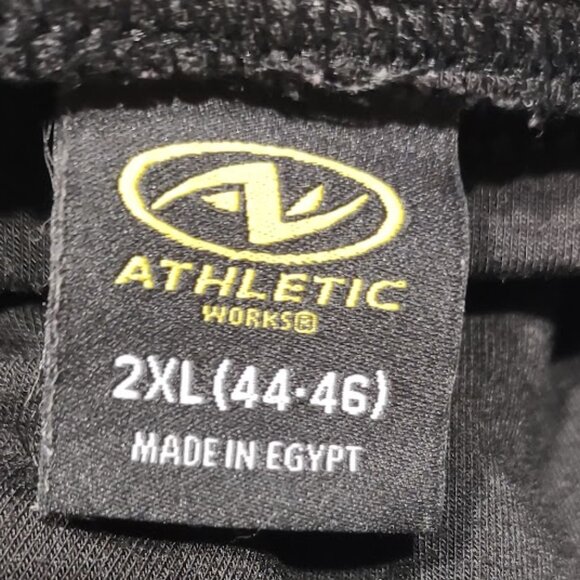 ATHLETIC
WORKS®
2XL (44·46)
MADE IN EGYPT